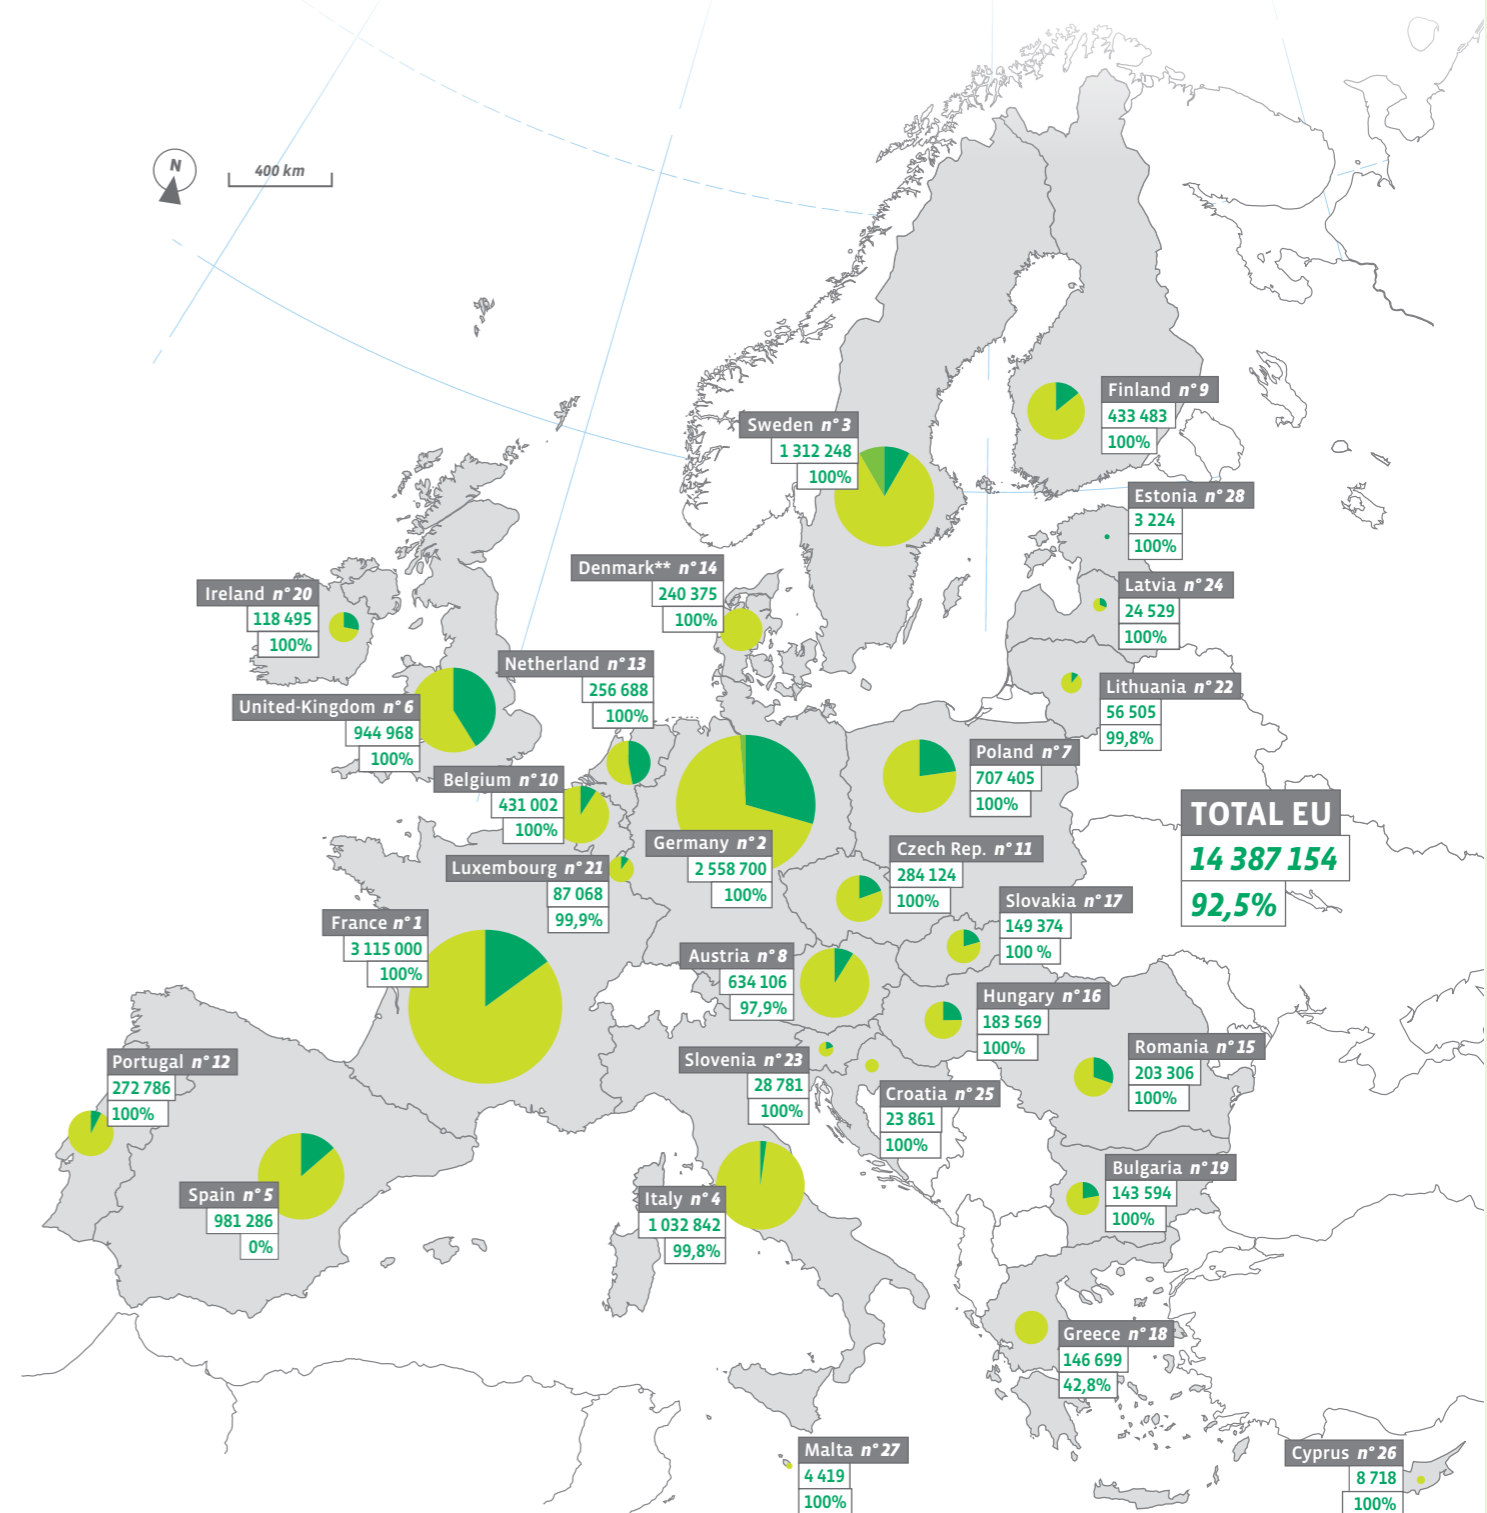 N
400 km
Finland n° 9
433 483
100%
Sweden n° 3
1 312 248
100%
Estonia n° 28
3 224
100%
Denmark** n° 14
240 375
100%
Latvia n° 24
24 529
100%
Ireland n° 20
118 495
100%
Netherland n° 13
256 688
100%
Lithuania n° 22
56 505
99,8%
United-Kingdom n° 6
944 968
100%
Poland n° 7
707 405
100%
Belgium n° 10
431 002
100%
TOTAL EU
14 387 154
92,5%
Germany n° 2
2 558 700
100%
Czech Rep. n° 11
284 124
100%
Luxembourg n° 21
87 068
99,9%
Slovakia n° 17
149 374
100 %
France n° 1
3 115 000
100%
Austria n° 8
634 106
97,9%
Hungary n° 16
183 569
100%
Romania n° 15
203 306
100%
Portugal n° 12
272 786
100%
Slovenia n° 23
28 781
100%
Croatia n° 25
23 861
100%
Bulgaria n° 19
143 594
100%
Spain n° 5
981 286
0%
Italy n° 4
1 032 842
99,8%
Greece n° 18
146 699
42,8%
Malta n° 27
4 419
100%
Cyprus n° 26
8 718
100%